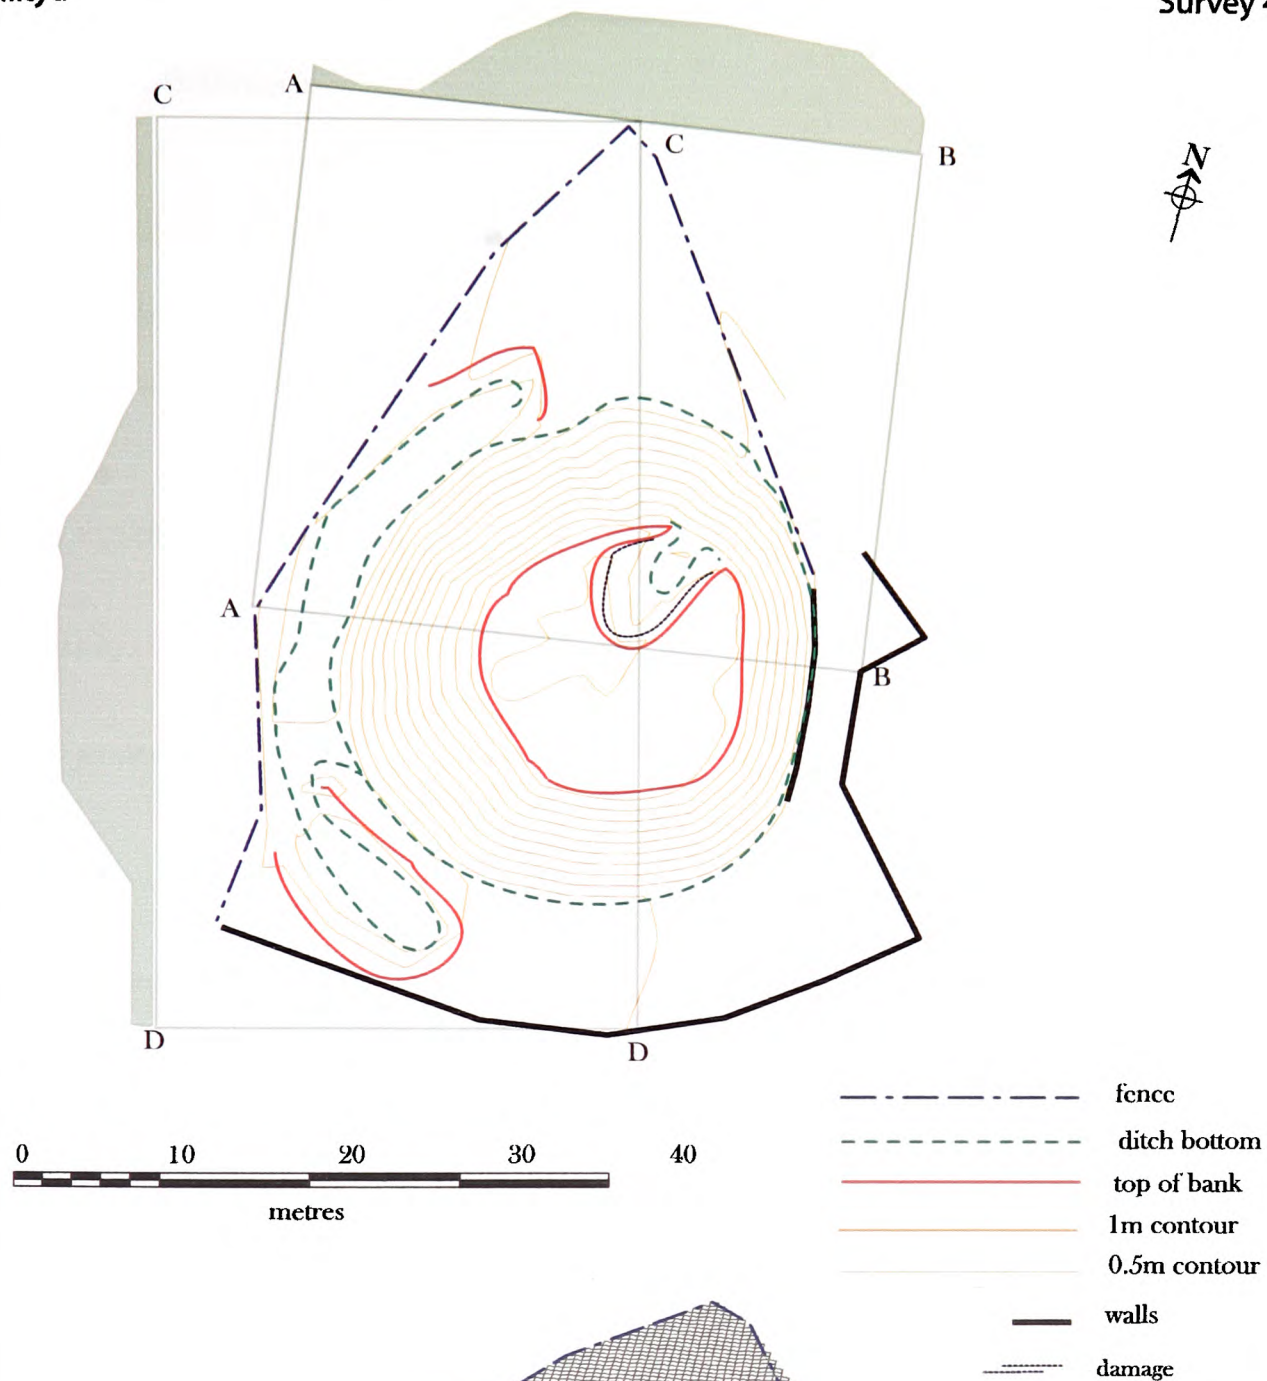 Survey
A
C
C
B
N
A
B
D
D
0 10 20 30 40
metres
fence
ditch bottom
top of bank
1m contour
0.5m contour
walls
damage